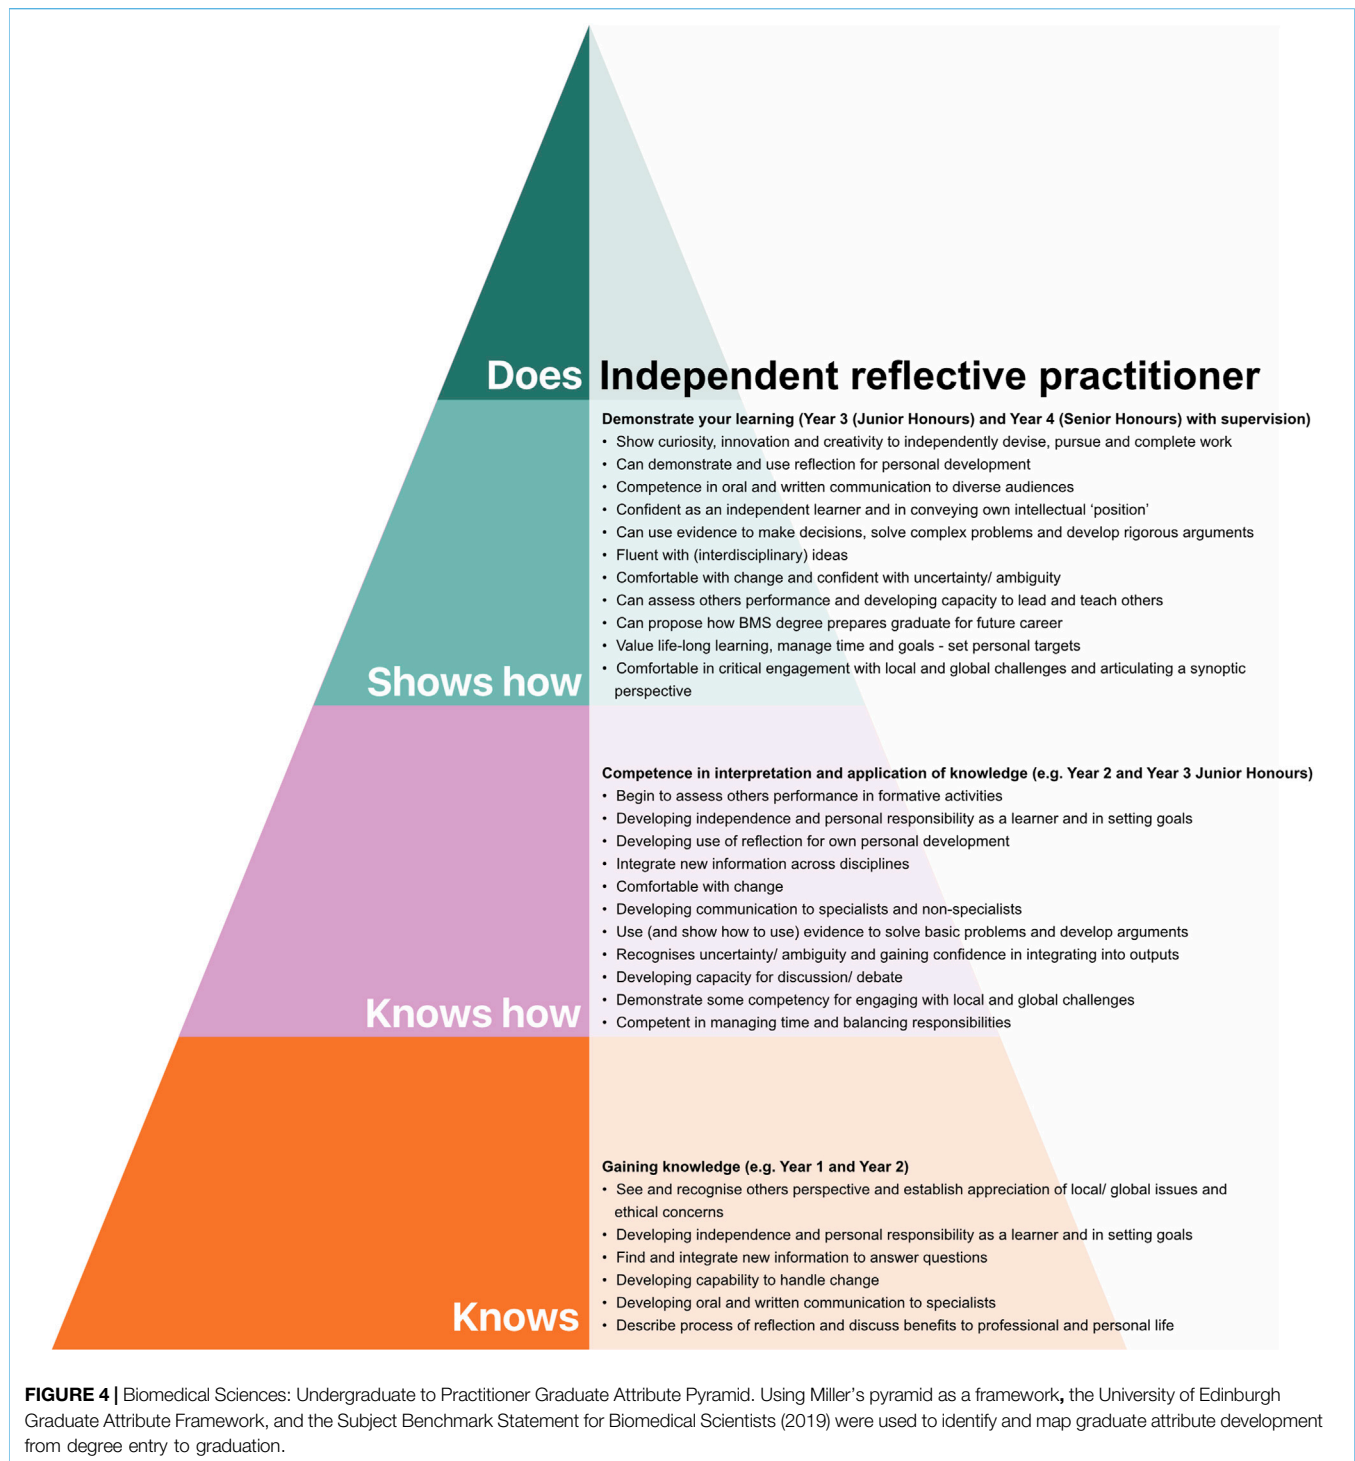 Does Independent reflective practitioner
Demonstrate your learning (Year 3 (Junior Honours) and Year 4 (Senior Honours) with supervision)
• Show curiosity, innovation and creativity to independently devise, pursue and complete work
• Can demonstrate and use reflection for personal development
• Competence in oral and written communication to diverse audiences
• Confident as an independent learner and in conveying own intellectual ‘position’
• Can use evidence to make decisions, solve complex problems and develop rigorous arguments
• Fluent with (interdisciplinary) ideas
• Comfortable with change and confident with uncertainty/ ambiguity
• Can assess others performance and developing capacity to lead and teach others
• Can propose how BMS degree prepares graduate for future career
• Value life-long learning, manage time and goals - set personal targets
• Comfortable in critical engagement with local and global challenges and articulating a synoptic
perspective
Shows how
Competence in interpretation and application of knowledge (e.g. Year 2 and Year 3 Junior Honours)
• Begin to assess others performance in formative activities
• Developing independence and personal responsibility as a learner and in setting goals
• Developing use of reflection for own personal development
• Integrate new information across disciplines
• Comfortable with change
• Developing communication to specialists and non-specialists
• Use (and show how to use) evidence to solve basic problems and develop arguments
• Recognises uncertainty/ ambiguity and gaining confidence in integrating into outputs
• Developing capacity for discussion/ debate
• Demonstrate some competency for engaging with local and global challenges
• Competent in managing time and balancing responsibilities
Knows how
Gaining knowledge (e.g. Year 1 and Year 2)
• See and recognise others perspective and establish appreciation of local/ global issues and
ethical concerns
• Developing independence and personal responsibility as a learner and in setting goals
• Find and integrate new information to answer questions
• Developing capability to handle change
• Developing oral and written communication to specialists
• Describe process of reflection and discuss benefits to professional and personal life
Knows
FIGURE 4 | Biomedical Sciences: Undergraduate to Practitioner Graduate Attribute Pyramid. Using Miller’s pyramid as a framework, the University of Edinburgh
Graduate Attribute Framework, and the Subject Benchmark Statement for Biomedical Scientists (2019) were used to identify and map graduate attribute development
from degree entry to graduation.